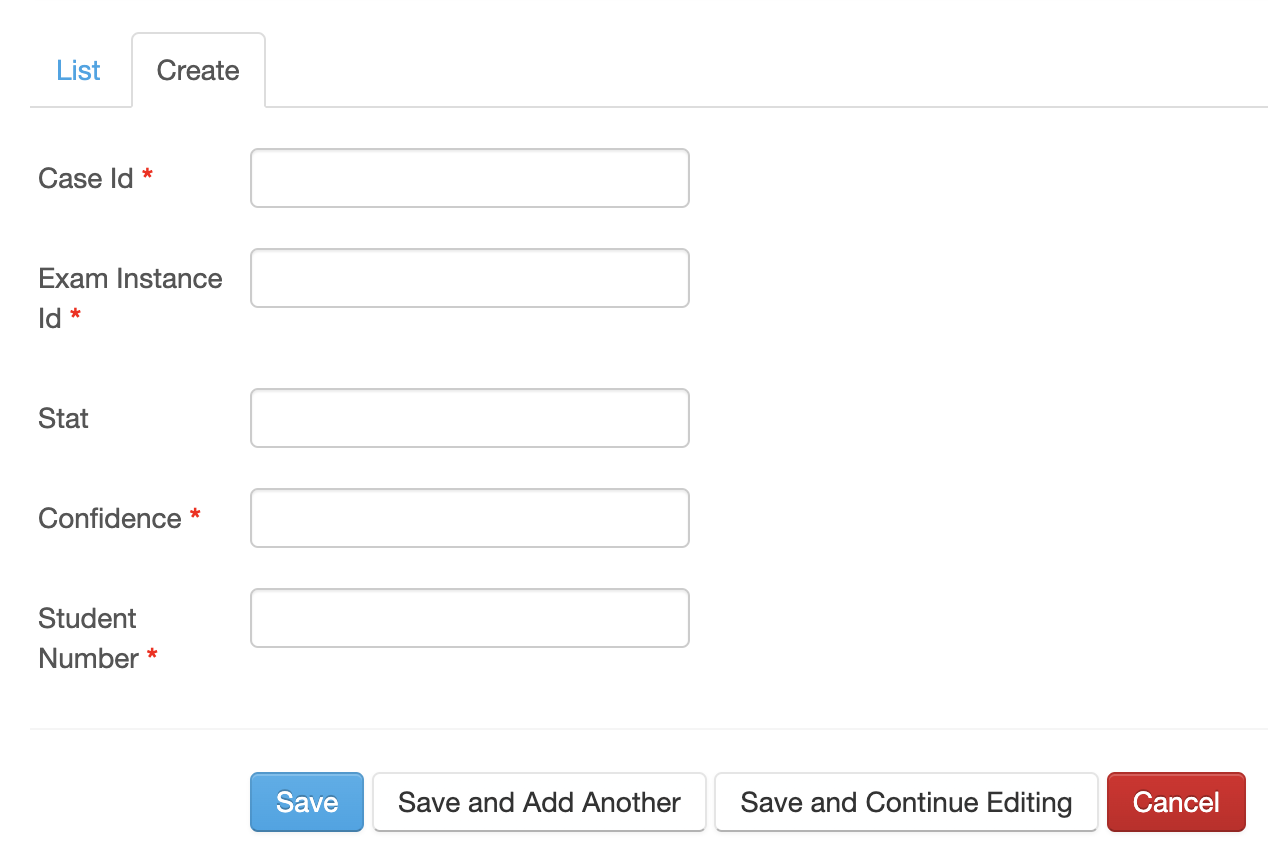 List Create
Case Id *
Exam Instance
Id *
Stat
Confidence *
Student
Number *
Save Save and Add Another Save and Continue Editing Cancel